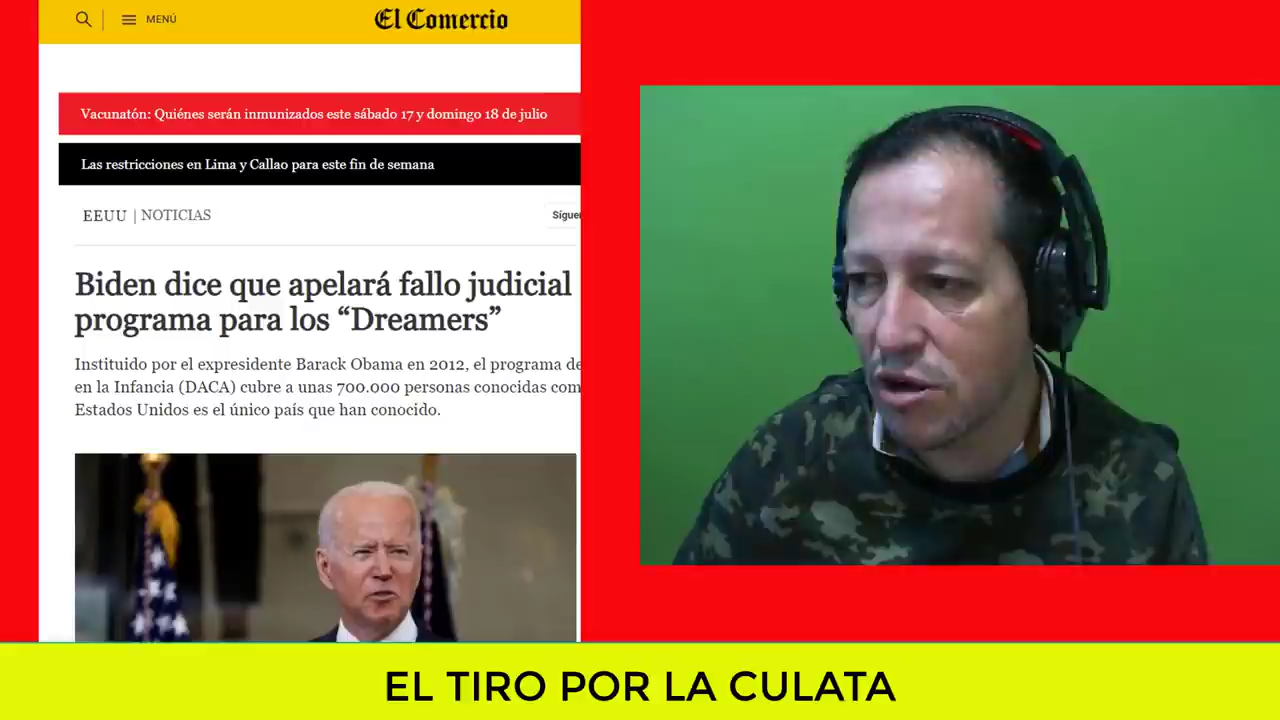 MENÚ
El Comercio
Vacunatón: Quiénes serán inmunizados este sábado 17 y domingo 18 de julio
Las restricciones en Lima y Callao para este fin de semana
EEUU | NOTICIAS
Biden dice que apelará fallo judicial
programa para los “Dreamers”
Instituido por el expresidente Barack Obama en 2012, el programa de
en la Infancia (DACA) cubre a unas 700.000 personas conocidas com
Estados Unidos es el único país que han conocido.
EL TIRO POR LA CULATA